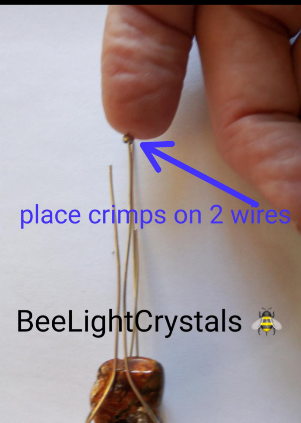 place crimps on 2 wires
BeeLightCrystals 🐝